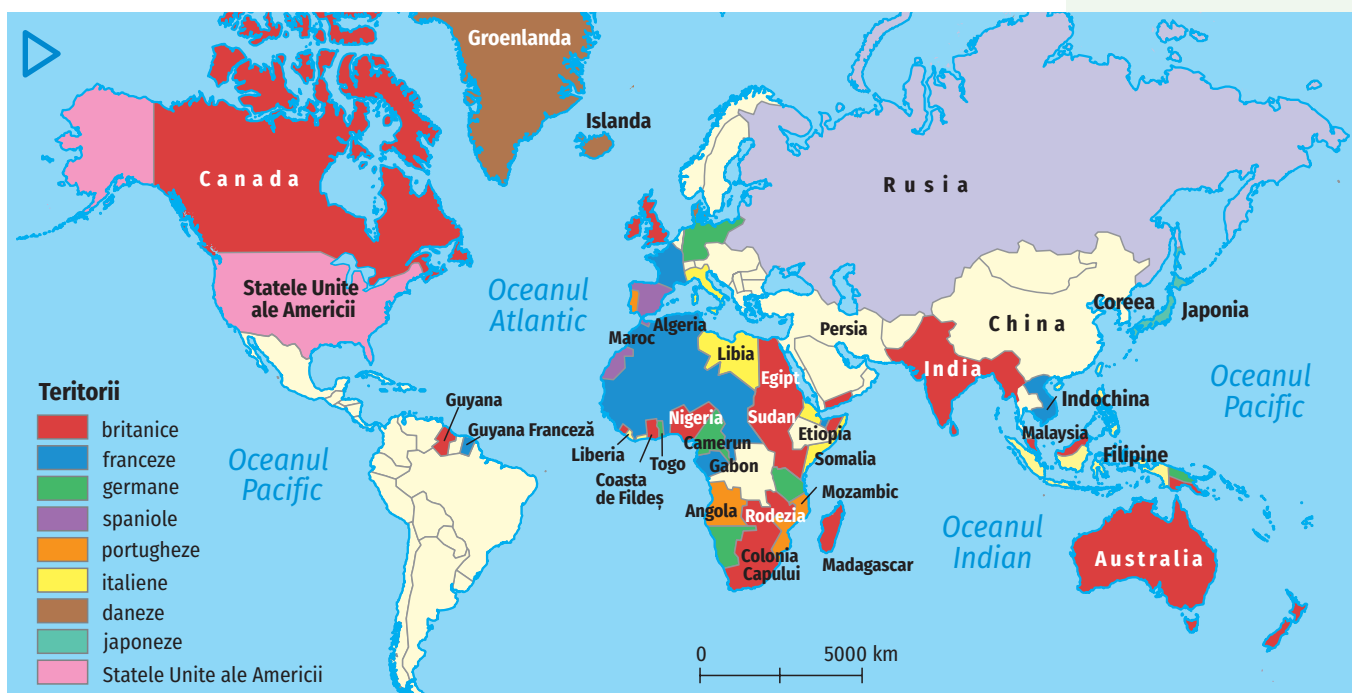 Groenlanda
Islanda
Canada
Rusia
Statele Unite
ale Americii
Oceanul
Atlantic
Coreea
Japonia
China
Persia
Algeria
Maroc
Libia
Egipt
India
Oceanul
Pacific
Indochina
Nigeria
Sudan
Etiopia
Malaysia
Filipine
Camerun
Somalia
Liberia
Togo
Gabon
Coasta
de Fildeș
Mozambic
Angola
Rodezia
Oceanul
Indian
Australia
Colonia
Capului
Madagascar
Guyana
Guyana Franceză
Oceanul
Pacific
Teritorii
britanice
franceze
germane
spaniole
portugheze
italiene
daneze
japoneze
Statele Unite ale Americii
0 5000 km